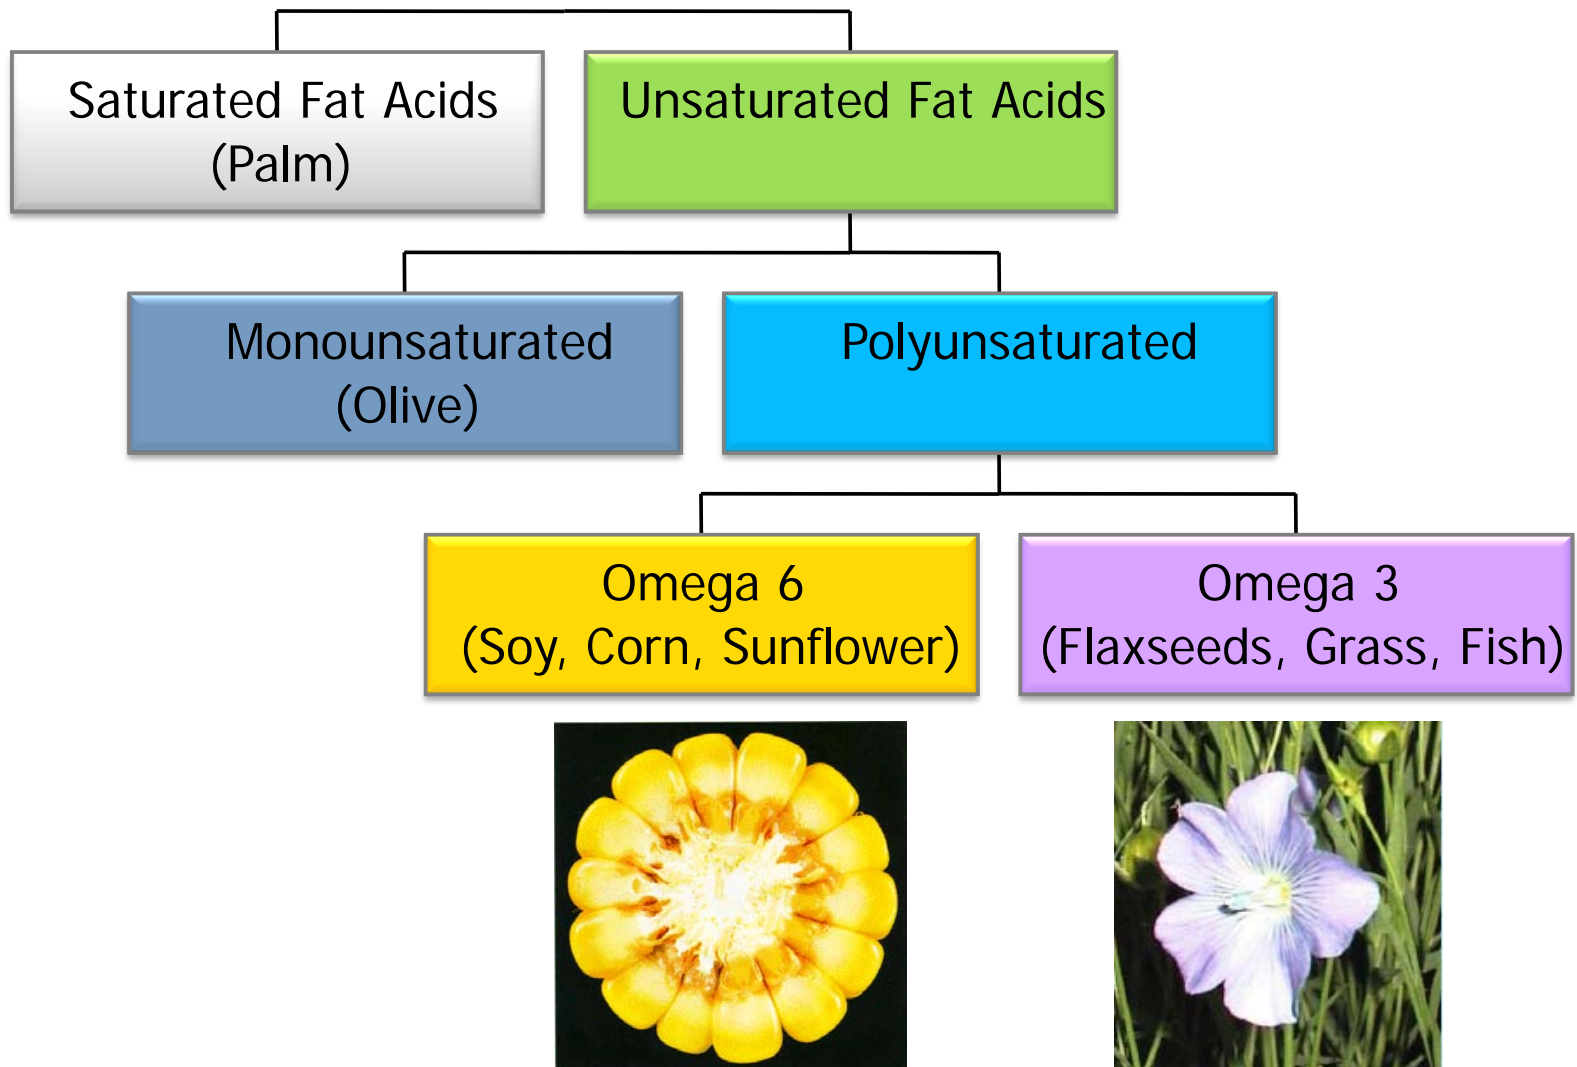 Saturated Fat Acids
(Palm)
Unsaturated Fat Acids
Monounsaturated
(Olive)
Polyunsaturated
Omega 6
(Soy, Corn, Sunflower)
Omega 3
(Flaxseeds, Grass, Fish)